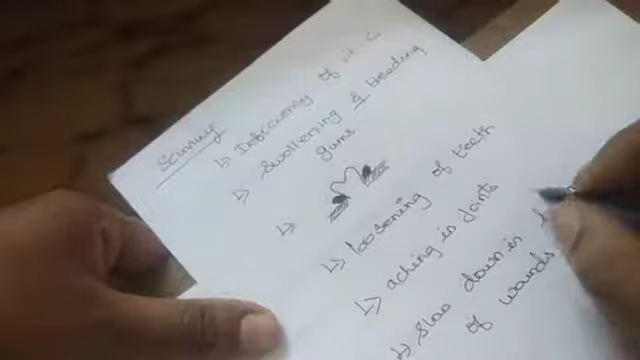 Scurvy
↳ Deficiency of vit. C
↳ Swollening & bleeding
gums
↳
↳ loosening of teeth
↳ aching in joints
↳ Slow down in
of wounds